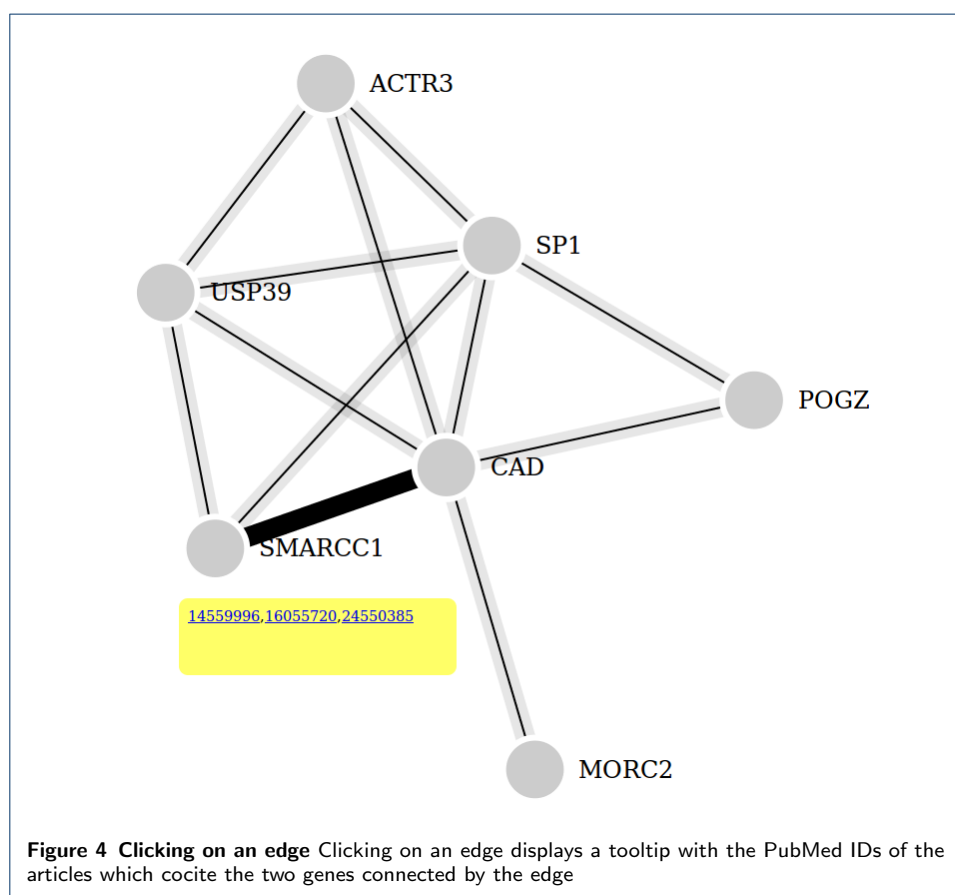 ACTR3
SP1
USP39
POGZ
CAD
SMARCC1
14559996,16055720,24550385
MORC2
Figure 4 Clicking on an edge Clicking on an edge displays a tooltip with the PubMed IDs of the
articles which cocite the two genes connected by the edge